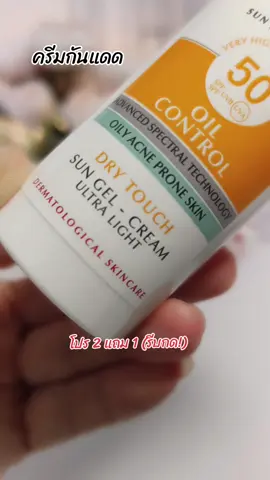 ครีมกันแดด
SUN
VERY HIGH
50
OIL
CONTROL
ADVANCED SPECTRAL TECHNOLOGY
OILY ACNE PRONE SKIN
DRY TOUCH
SUN GEL - CREAM
ULTRA LIGHT
DERMATOLOGICAL SKINCARE
โปร 2 แถม 1 (รีบกด!)